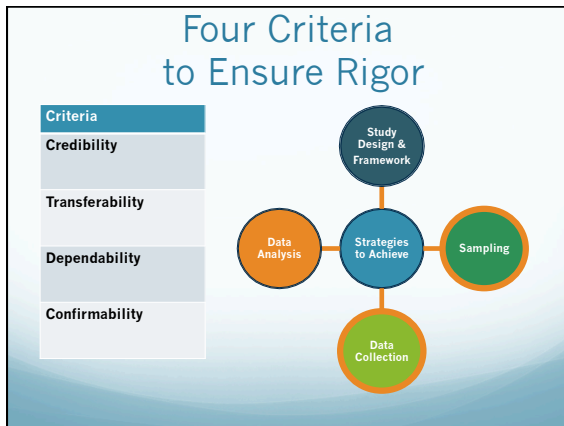 Four Criteria
to Ensure Rigor
Criteria
Credibility
Transferability
Dependability
Confirmability
Study
Design &
Framework
Data
Analysis
Strategies
to Achieve
Sampling
Data
Collection